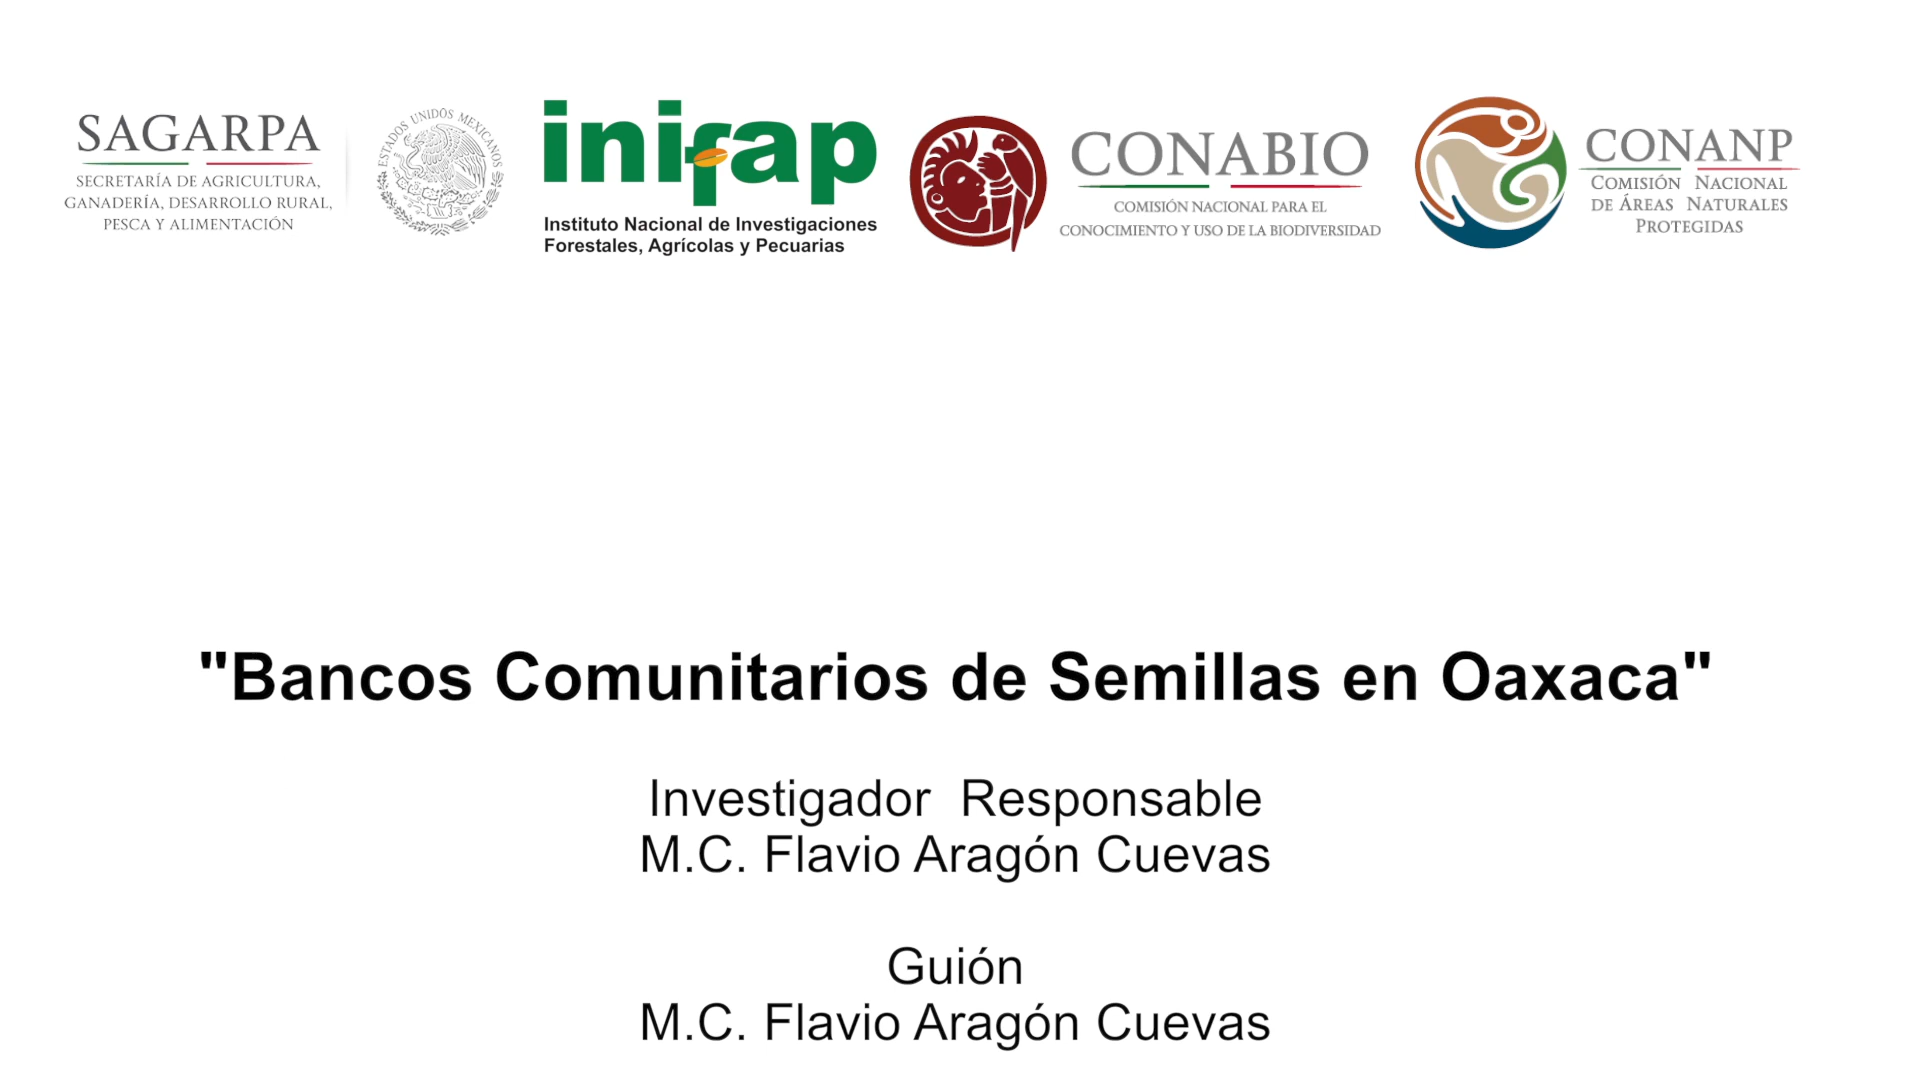 SAGARPA
SECRETARÍA DE AGRICULTURA,
GANADERÍA, DESARROLLO RURAL,
PESCA Y ALIMENTACIÓN
ESTADOS UNIDOS MEXICANOS
inifap
Instituto Nacional de Investigaciones
Forestales, Agrícolas y Pecuarias
CONABIO
COMISIÓN NACIONAL PARA EL
CONOCIMIENTO Y USO DE LA BIODIVERSIDAD
CONANP
COMISIÓN NACIONAL
DE ÁREAS NATURALES
PROTEGIDAS
"Bancos Comunitarios de Semillas en Oaxaca"
Investigador Responsable
M.C. Flavio Aragón Cuevas
Guión
M.C. Flavio Aragón Cuevas